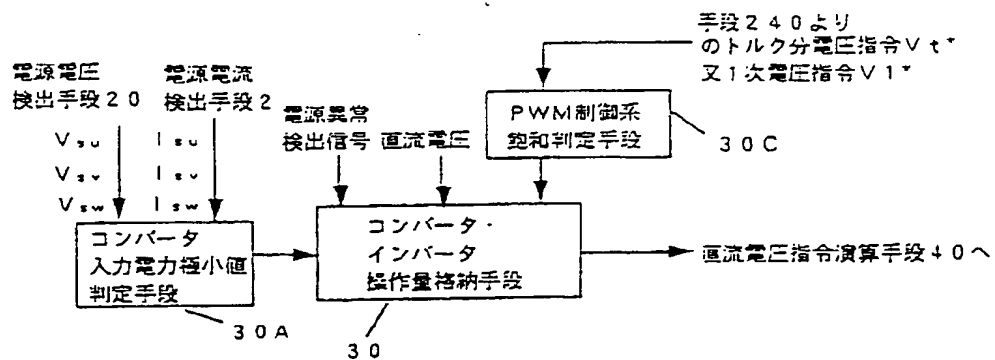 手段２４０より
のトルク分電圧指令Ｖｔ*
又１次電圧指令Ｖ１*
電源電圧
検出手段２０
電源電流
検出手段２
電源異常
検出信号
直流電圧
ＰＷＭ制御系
飽和判定手段
３０Ｃ
Ｖsu
Ｉsu
Ｖsv
Ｉsv
Ｖsw
Ｉsw
コンバータ
入力電力極小値
判定手段
コンバータ・
インバータ
操作量格納手段
直流電圧指令演算手段４０へ
３０Ａ
３０